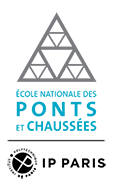 ÉCOLE NATIONALE DES
PONTS
ET CHAUSSÉES
IP PARIS